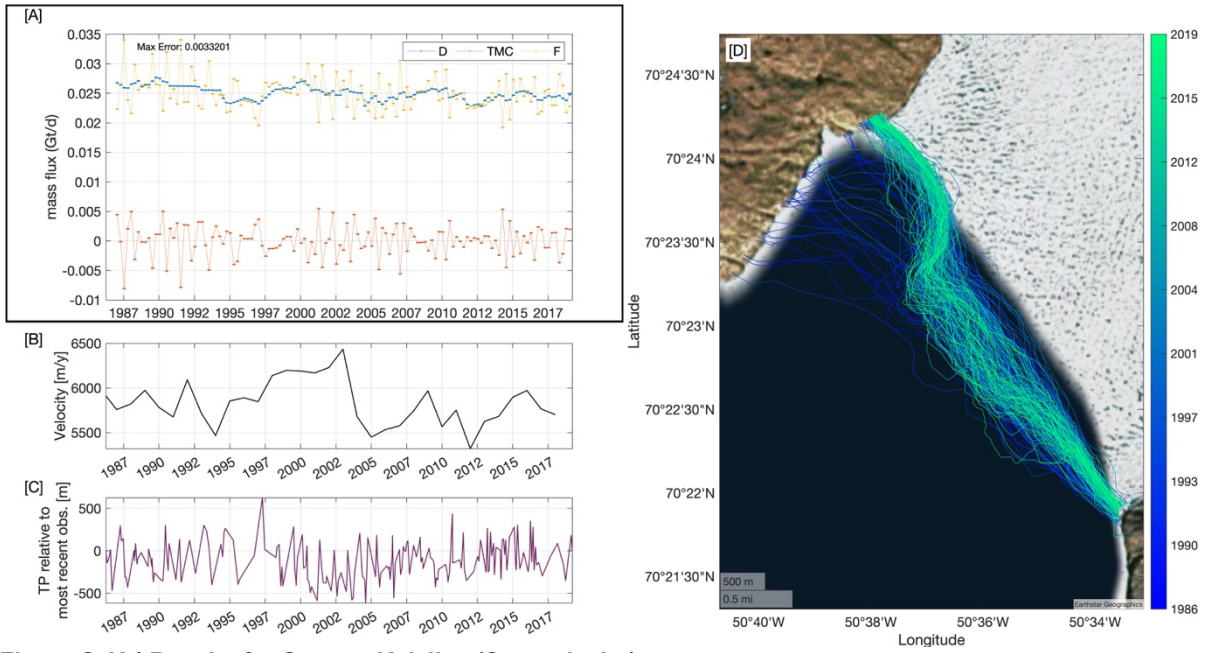 [A]
Max Error: 0.0033201
D TMC F
0.035
0.03
0.025
0.02
0.015
0.01
0.005
0
-0.005
-0.01
mass flux (Gt/d)
1987 1990 1992 1995 1997 2000 2002 2005 2007 2010 2012 2015 2017
[B]
6500
6000
5500
Velocity [m/y]
1987 1990 1992 1995 1997 2000 2002 2005 2007 2010 2012 2015 2017
[C]
500
0
-500
TP relative to
most recent obs. [m]
1987 1990 1992 1995 1997 2000 2002 2005 2007 2010 2012 2015 2017
[D]
70°24'30"N
70°24'N
70°23'30"N
70°23'N
70°22'30"N
70°22'N
70°21'30"N
Latitude
500 m
0.5 mi
Earthstar Geographics
50°40'W 50°38'W 50°36'W 50°34'W
Longitude
2019
2015
2012
2008
2004
2001
1997
1993
1990
1986